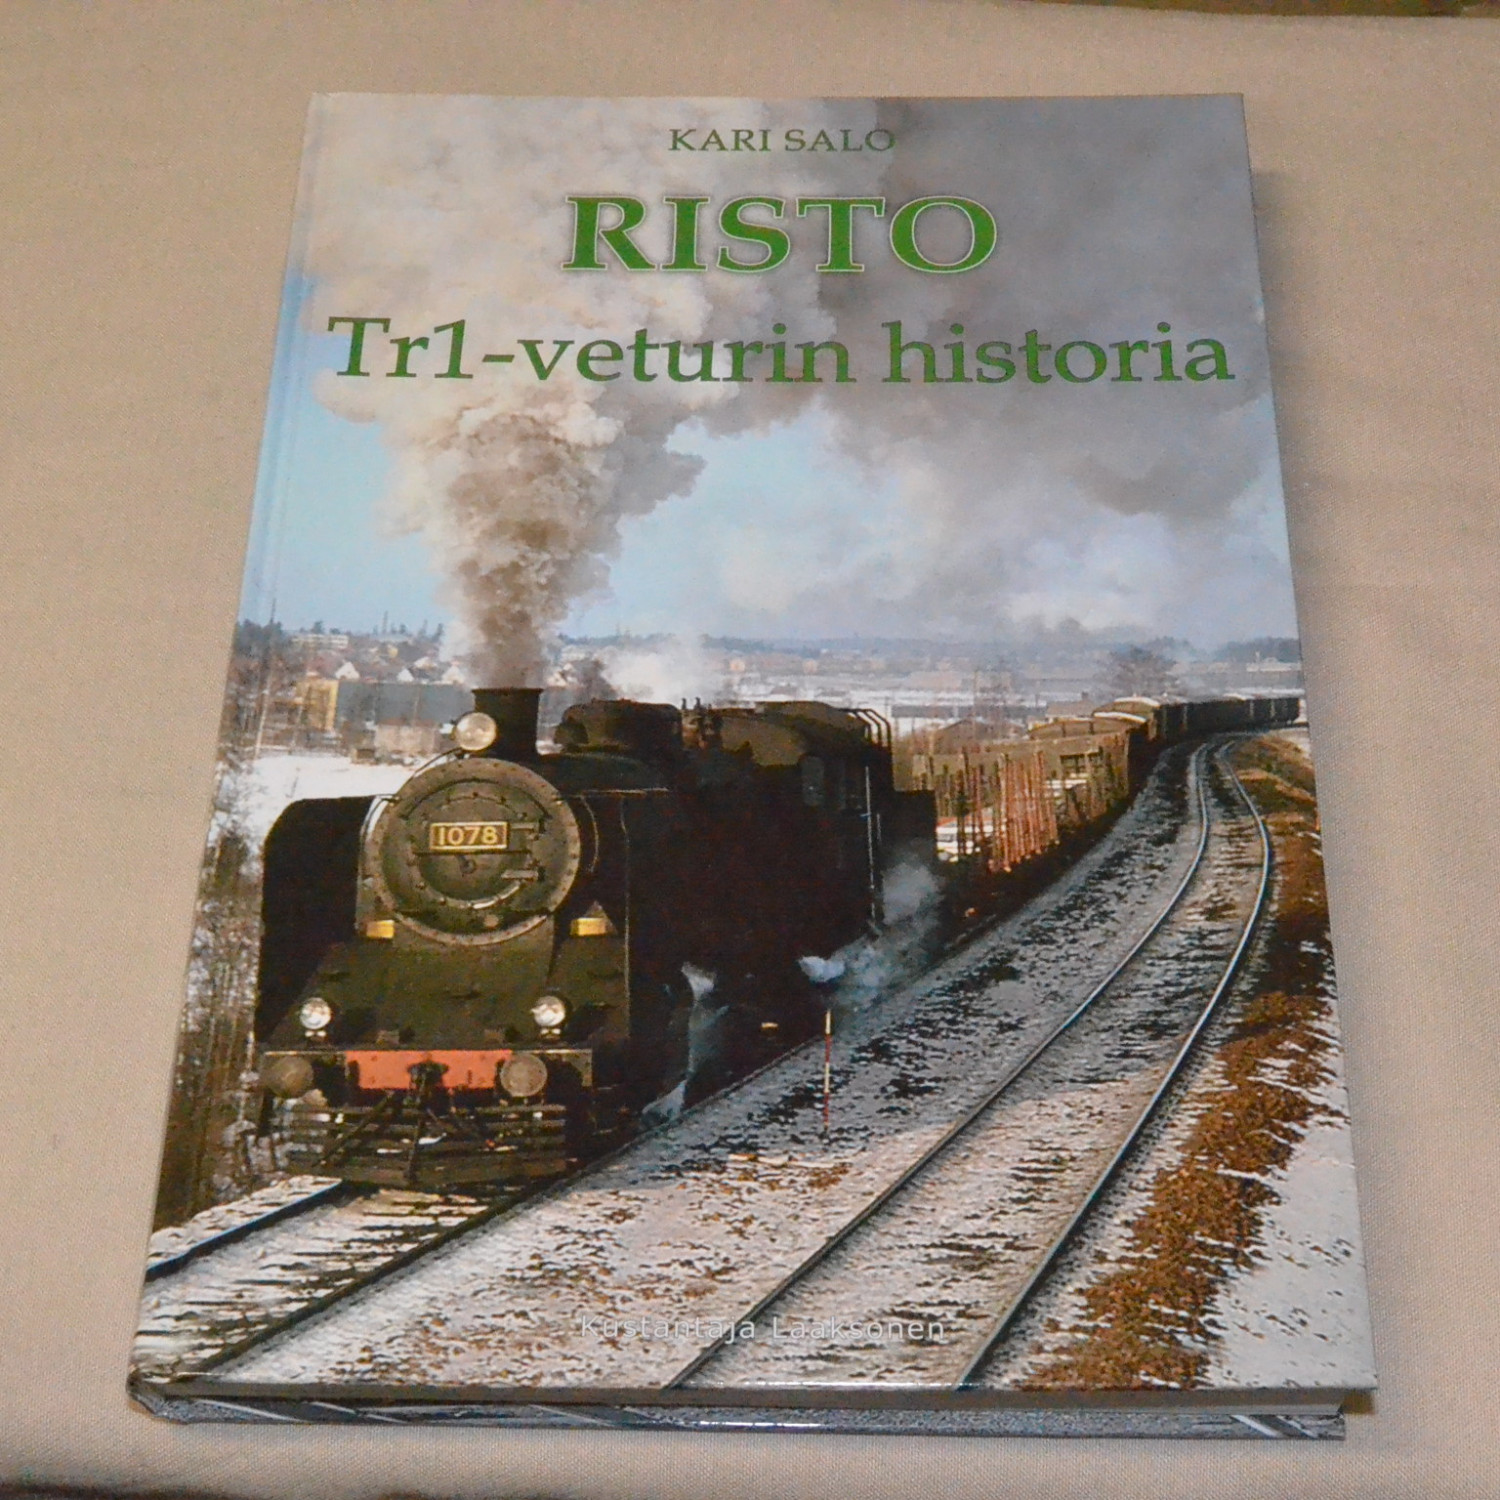 KARI SALO
RISTO
Tr1-veturin historia
1078
Kustantaja Laaksonen